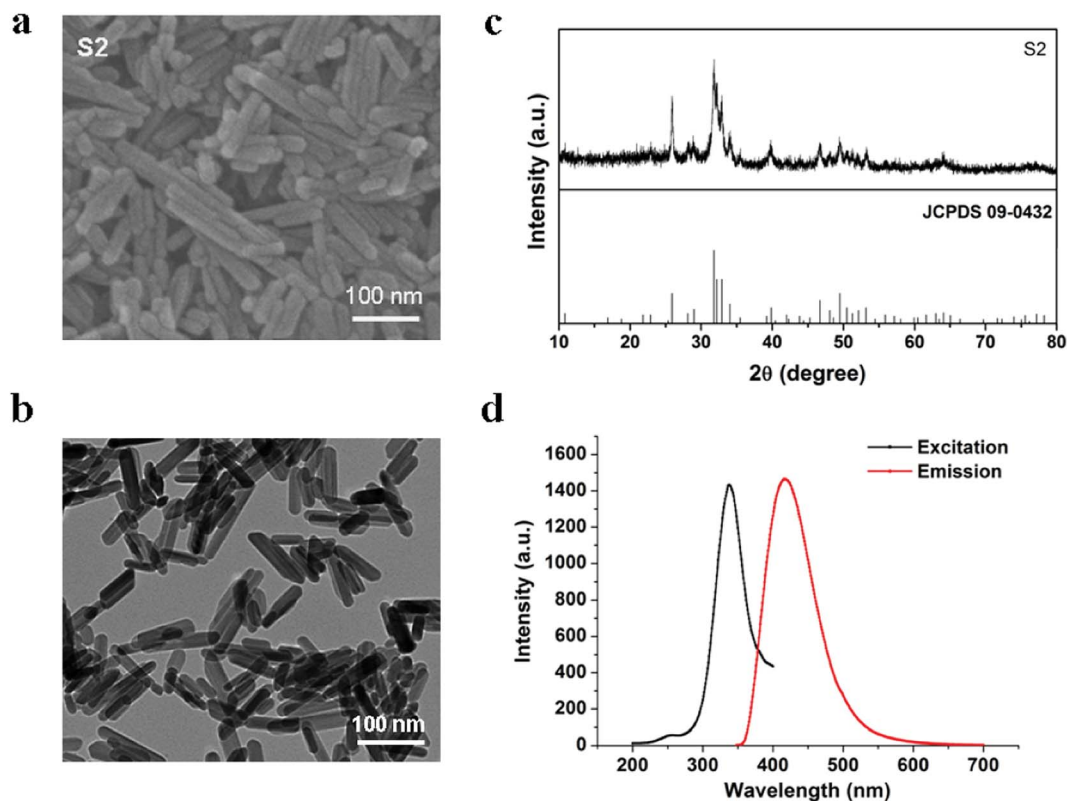 a
S2
100 nm
b
100 nm
c
Intensity (a.u.)
S2
JCPDS 09-0432
10 20 30 40 50 60 70 80
2θ (degree)
d
Intensity (a.u.)
1600
1400
1200
1000
800
600
400
200
0
Excitation
Emission
200 300 400 500 600 700
Wavelength (nm)